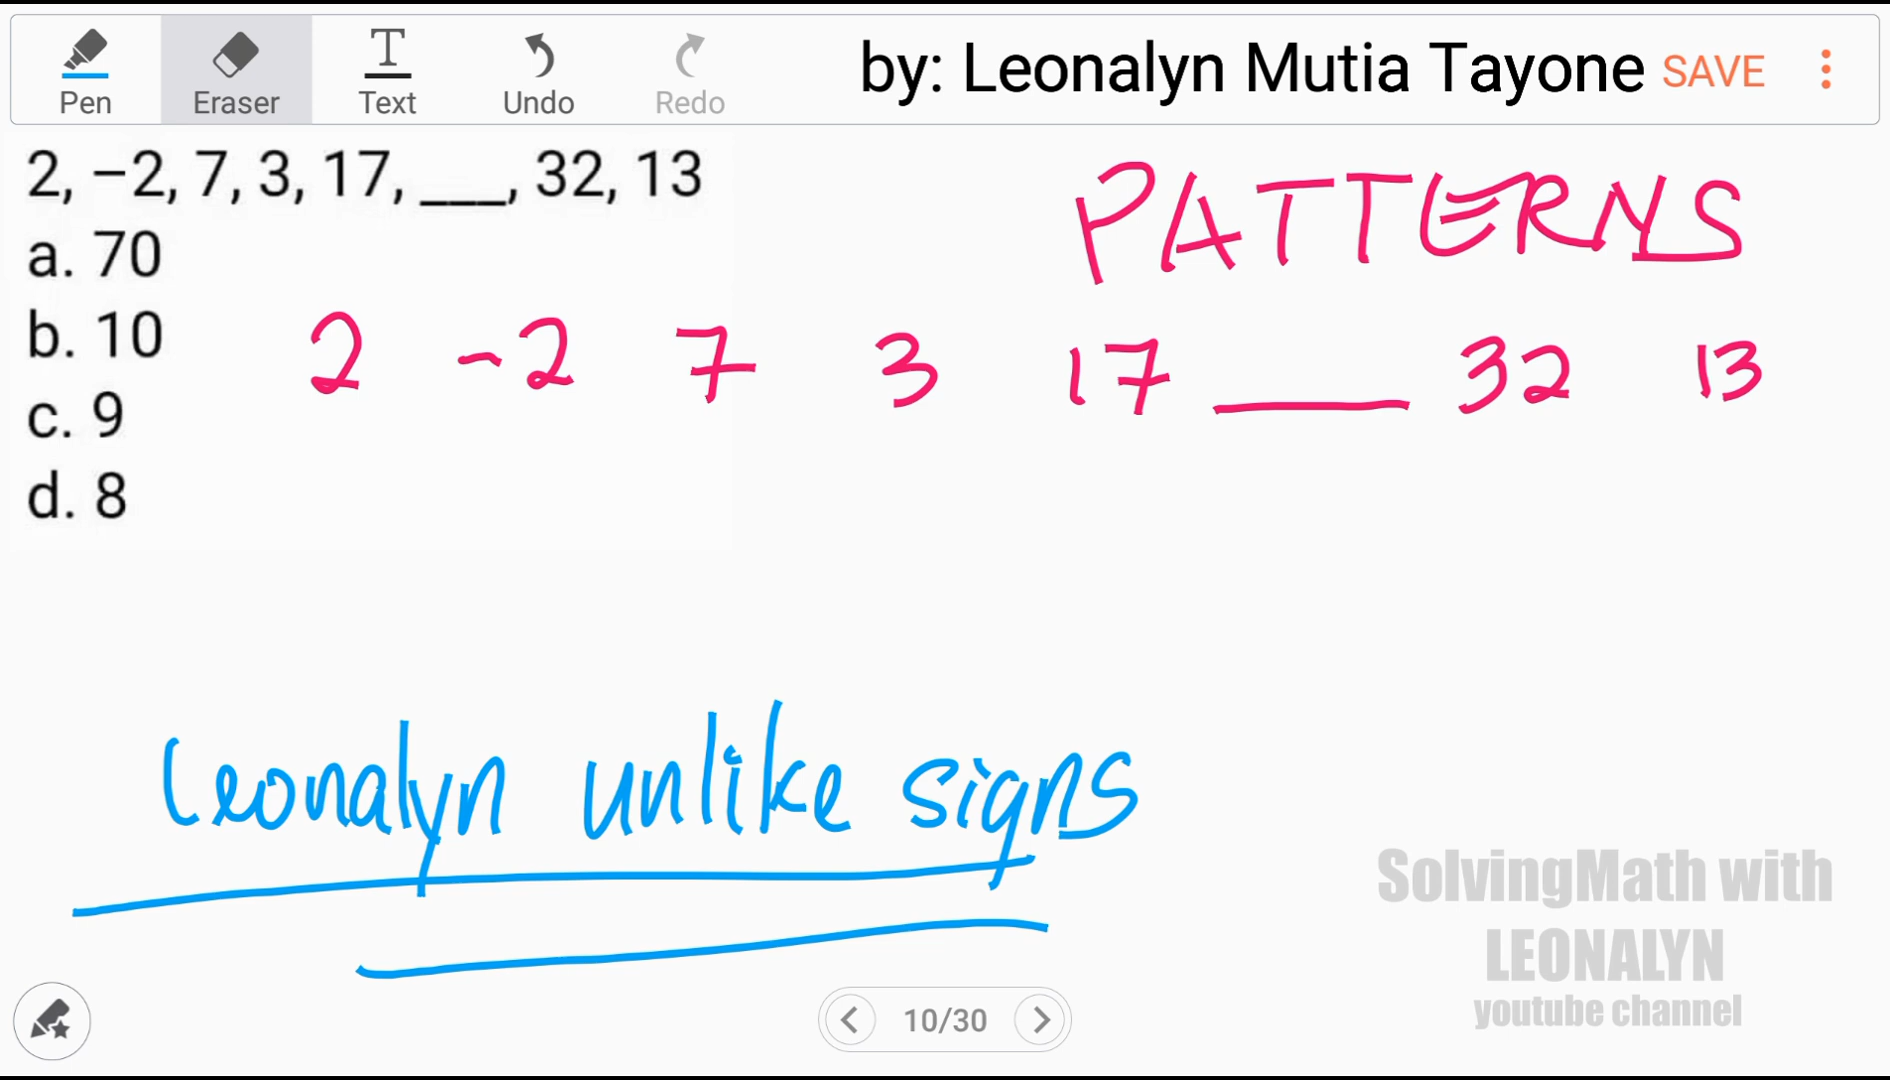 Pen Eraser Text Undo Redo by: Leonalyn Mutia Tayone SAVE
2, −2, 7, 3, 17, ___, 32, 13
a. 70
b. 10
c. 9
d. 8
PATTERNS
2 -2 7 3 17 ___ 32 13
Leonalyn unlike signs
SolvingMath with
LEONALYN
youtube channel
10/30